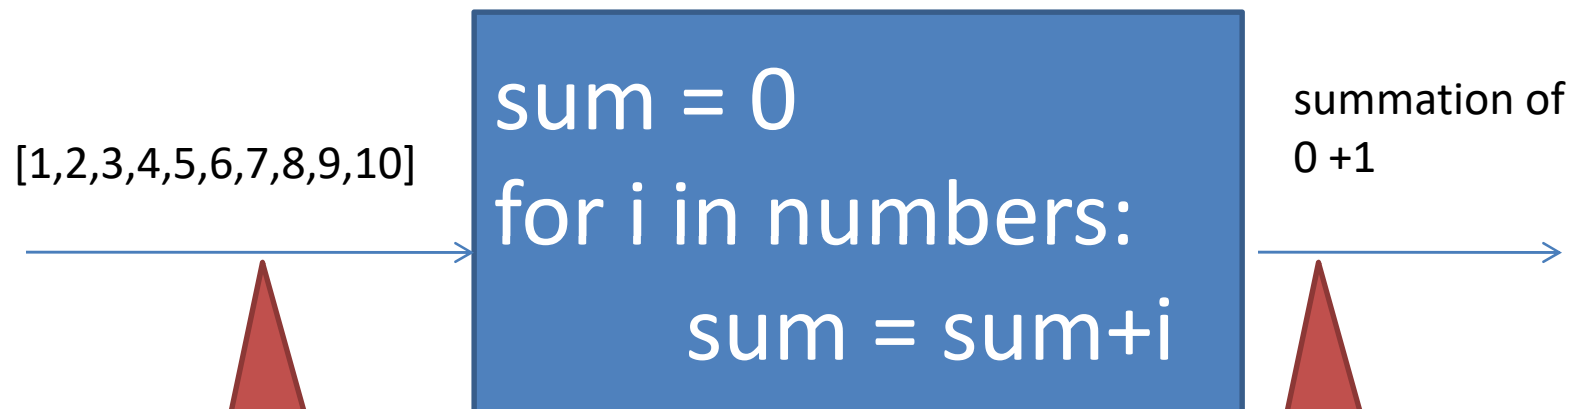 [1,2,3,4,5,6,7,8,9,10]
sum = 0
for i in numbers:
sum = sum+i
summation of
0 +1